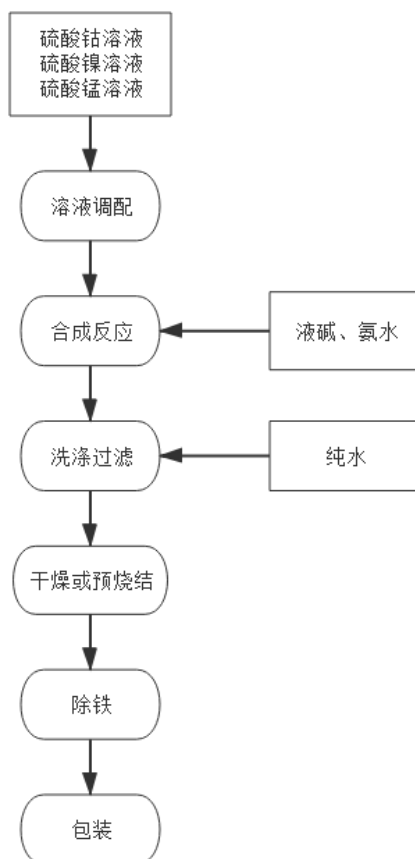 硫酸钴溶液
硫酸镍溶液
硫酸锰溶液
溶液调配
合成反应
液碱、氨水
洗涤过滤
纯水
干燥或预烧结
除铁
包装